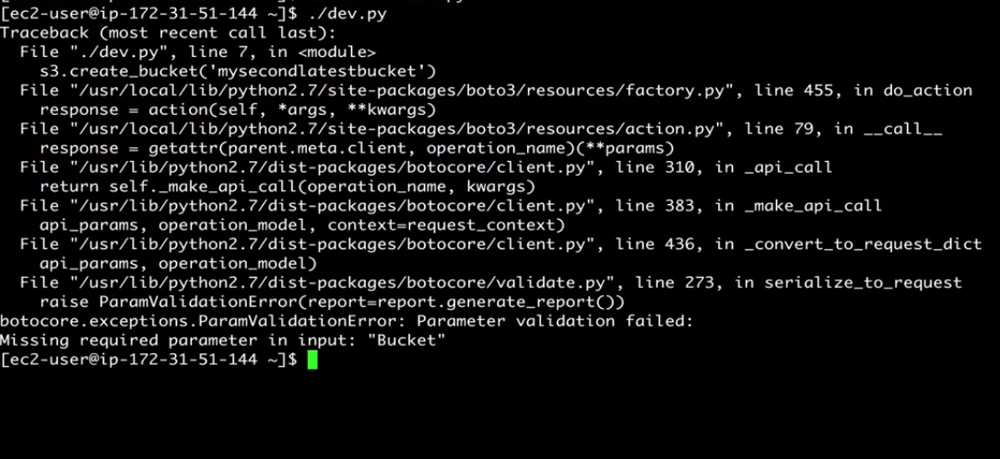 [ec2-user@ip-172-31-51-144 ~]$ ./dev.py
Traceback (most recent call last):
  File "./dev.py", line 7, in <module>
    s3.create_bucket('mysecondlatestbucket')
  File "/usr/local/lib/python2.7/site-packages/boto3/resources/factory.py", line 455, in do_action
    response = action(self, *args, **kwargs)
  File "/usr/local/lib/python2.7/site-packages/boto3/resources/action.py", line 79, in __call__
    response = getattr(parent.meta.client, operation_name)(**params)
  File "/usr/lib/python2.7/dist-packages/botocore/client.py", line 310, in _api_call
    return self._make_api_call(operation_name, kwargs)
  File "/usr/lib/python2.7/dist-packages/botocore/client.py", line 383, in _make_api_call
    api_params, operation_model, context=request_context)
  File "/usr/lib/python2.7/dist-packages/botocore/client.py", line 436, in _convert_to_request_dict
    api_params, operation_model)
  File "/usr/lib/python2.7/dist-packages/botocore/validate.py", line 273, in serialize_to_request
    raise ParamValidationError(report=report.generate_report())
botocore.exceptions.ParamValidationError: Parameter validation failed:
Missing required parameter in input: "Bucket"
[ec2-user@ip-172-31-51-144 ~]$